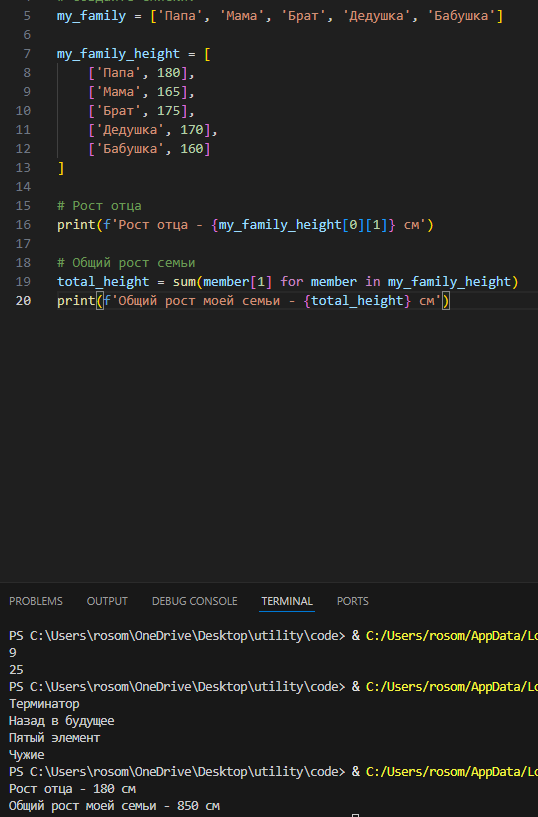 5 my_family = ['Папа', 'Мама', 'Брат', 'Дедушка', 'Бабушка']
6
7 my_family_height = [
8     ['Папа', 180],
9     ['Мама', 165],
10     ['Брат', 175],
11     ['Дедушка', 170],
12     ['Бабушка', 160]
13 ]
14
15 # Рост отца
16 print(f'Рост отца - {my_family_height[0][1]} см')
17
18 # Общий рост семьи
19 total_height = sum(member[1] for member in my_family_height)
20 print(f'Общий рост моей семьи - {total_height} см')
PROBLEMS OUTPUT DEBUG CONSOLE TERMINAL PORTS
PS C:\Users\rosom\OneDrive\Desktop\utility\code> & C:/Users/rosom/AppData/Lo
9
25
PS C:\Users\rosom\OneDrive\Desktop\utility\code> & C:/Users/rosom/AppData/Lo
Терминатор
Назад в будущее
Пятый элемент
Чужие
PS C:\Users\rosom\OneDrive\Desktop\utility\code> & C:/Users/rosom/AppData/Lo
Рост отца - 180 см
Общий рост моей семьи - 850 см